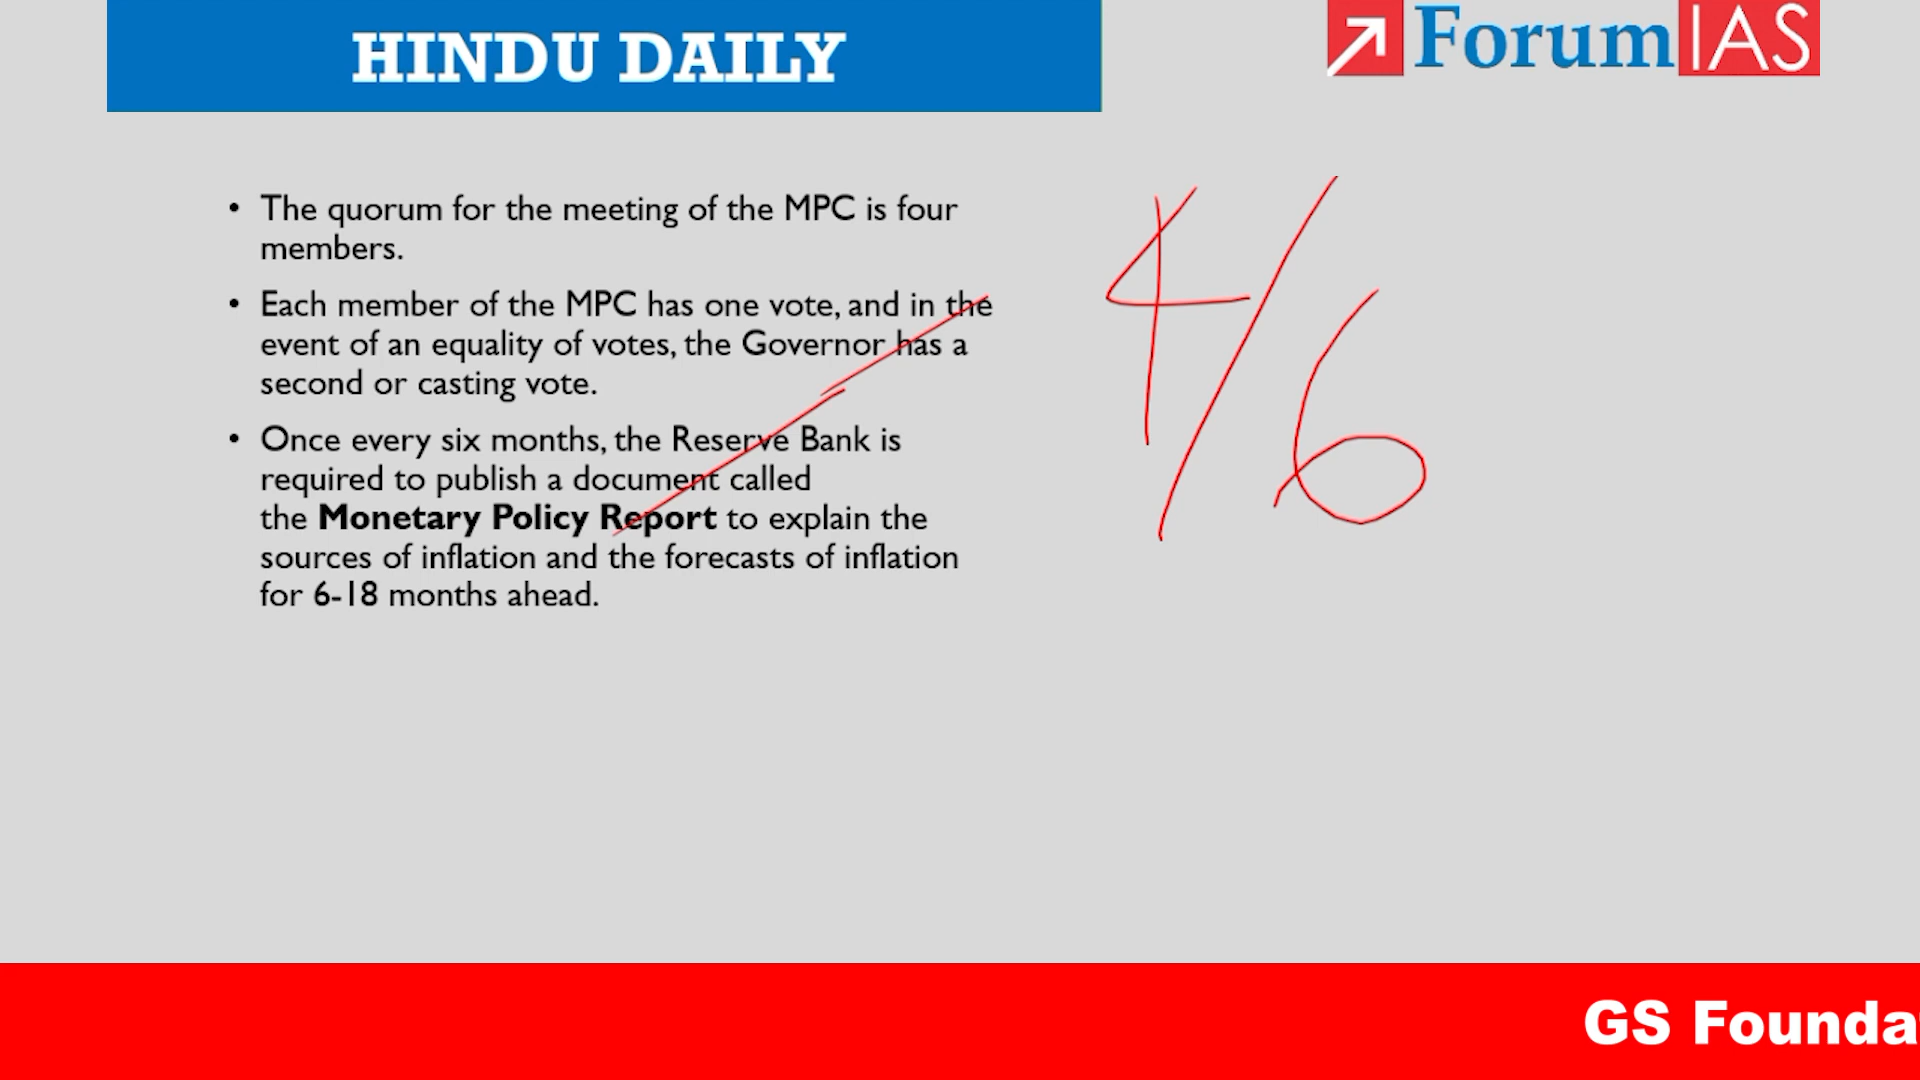 HINDU DAILY
ForumIAS
• The quorum for the meeting of the MPC is four
members.
• Each member of the MPC has one vote, and in the
event of an equality of votes, the Governor has a
second or casting vote.
• Once every six months, the Reserve Bank is
required to publish a document called
the Monetary Policy Report to explain the
sources of inflation and the forecasts of inflation
for 6-18 months ahead.
4/6
GS Founda